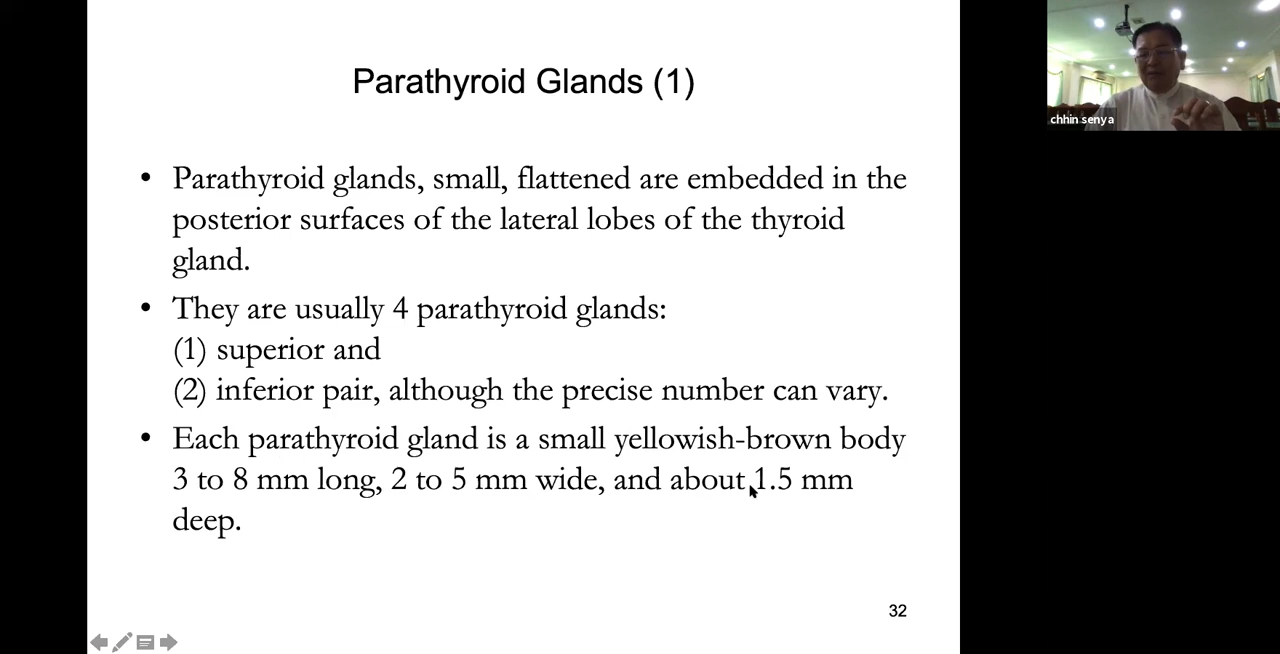 Parathyroid Glands (1)
• Parathyroid glands, small, flattened are embedded in the
posterior surfaces of the lateral lobes of the thyroid
gland.
• They are usually 4 parathyroid glands:
(1) superior and
(2) inferior pair, although the precise number can vary.
• Each parathyroid gland is a small yellowish-brown body
3 to 8 mm long, 2 to 5 mm wide, and about 1.5 mm
deep.
32
chhin senya